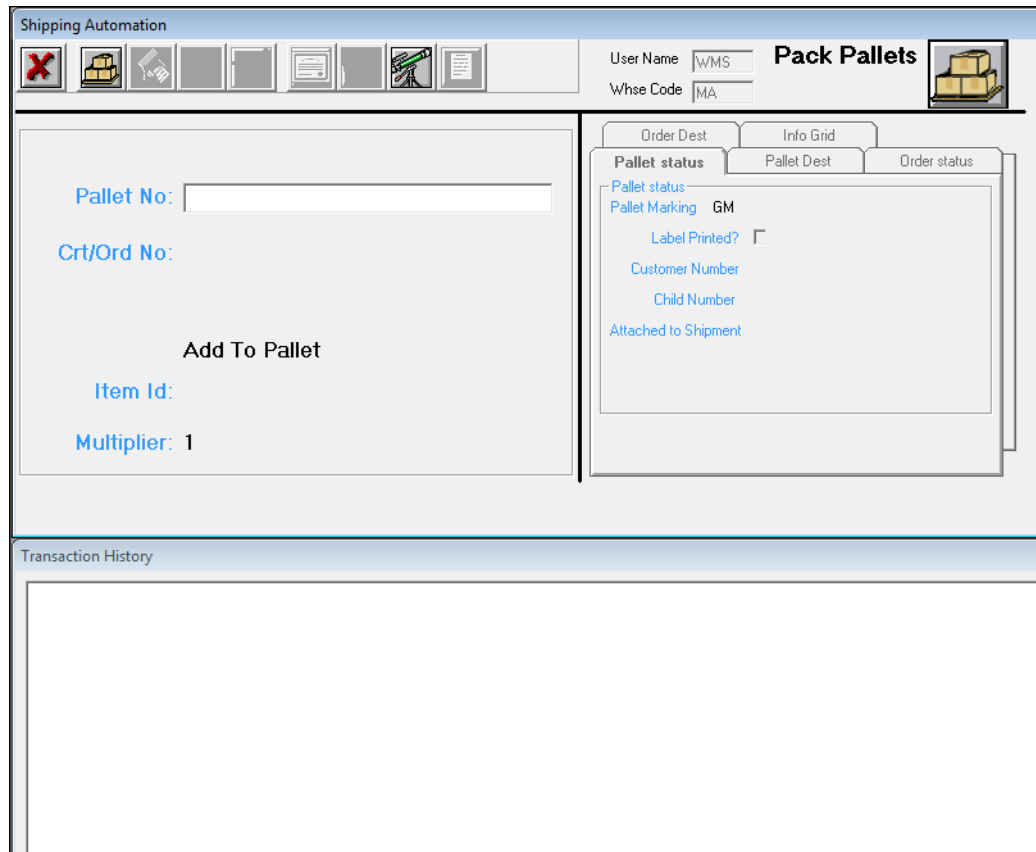 Shipping Automation
User Name WMS
Whse Code MA
Pack Pallets
Pallet No:
Crt/Ord No:
Add To Pallet
Item Id:
Multiplier: 1
Order Dest Info Grid
Pallet status Pallet Dest Order status
Pallet status
Pallet Marking GM
Label Printed?
Customer Number
Child Number
Attached to Shipment
Transaction History